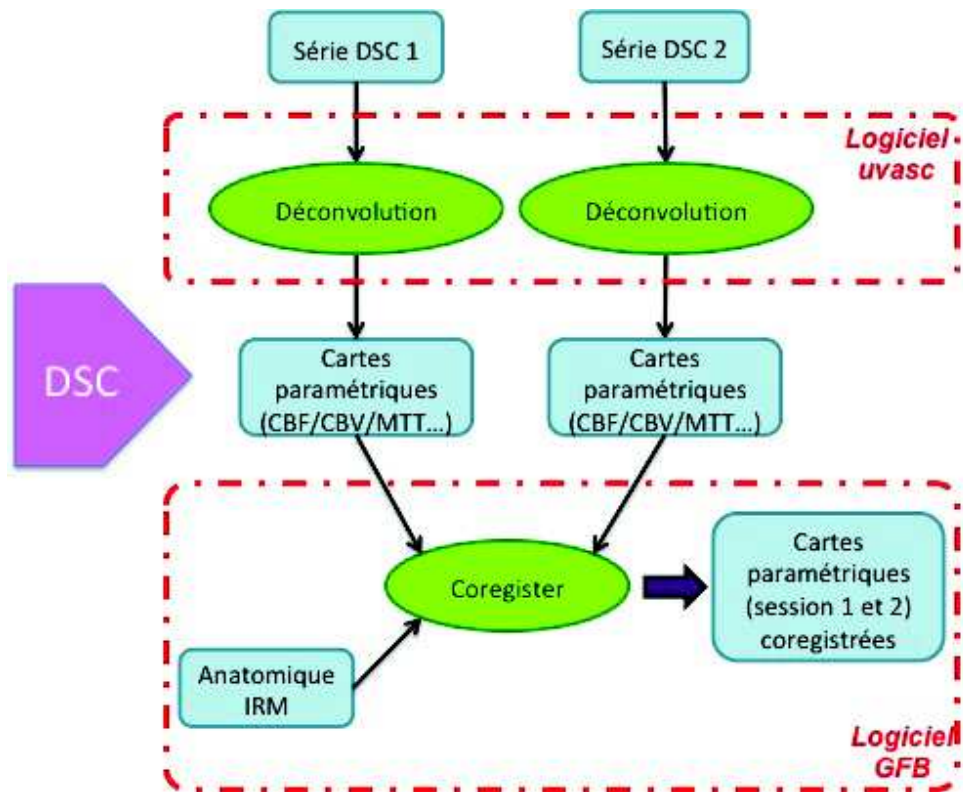 Série DSC 1
Série DSC 2
Logiciel
uvasc
Déconvolution
Déconvolution
DSC
Cartes
paramétriques
(CBF/CBV/MTT...)
Cartes
paramétriques
(CBF/CBV/MTT...)
Coregister
Cartes
paramétriques
(session 1 et 2)
coregistrées
Anatomique
IRM
Logiciel
GFB